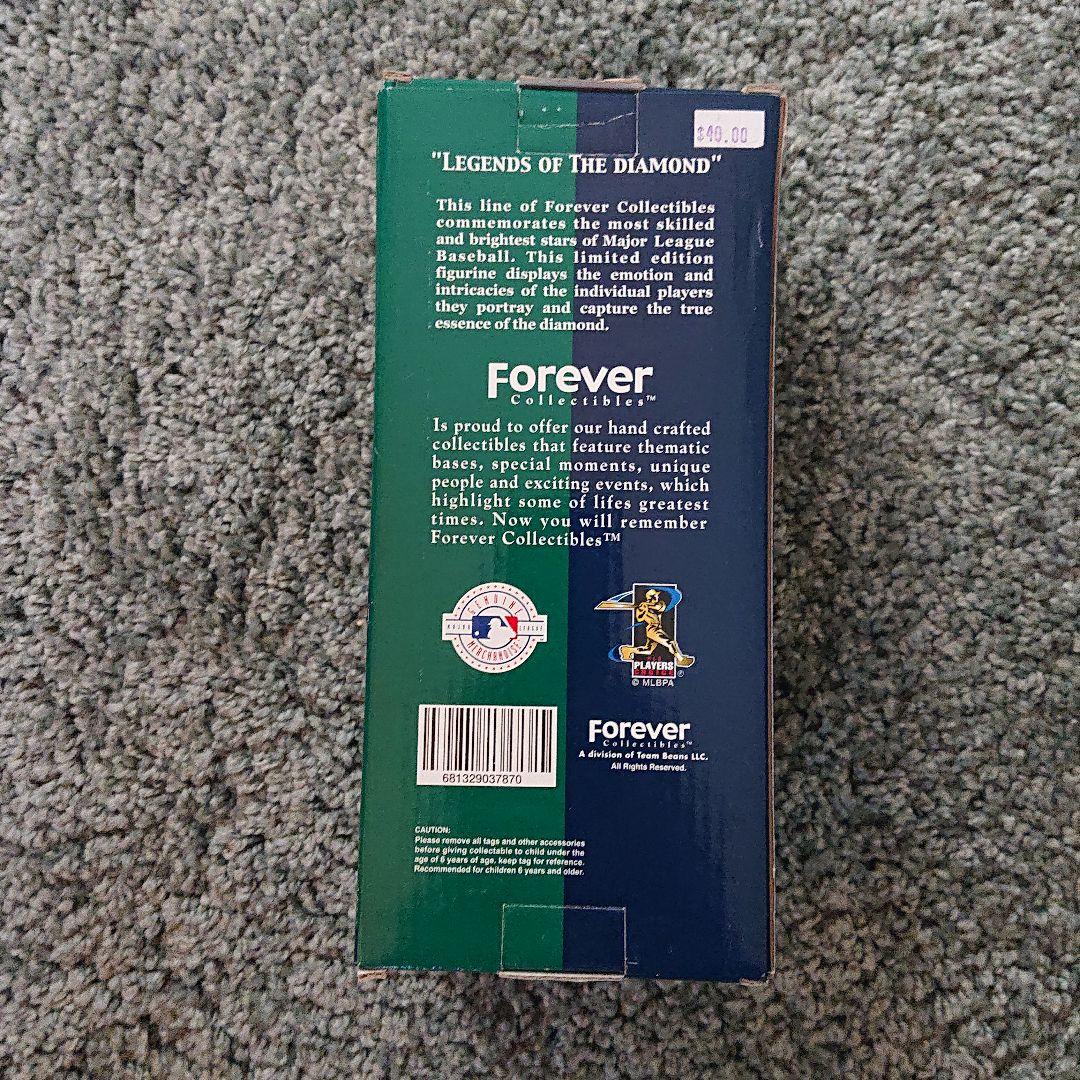 $40.00
"LEGENDS OF THE DIAMOND"
This line of Forever Collectibles
commemorates the most skilled
and brightest stars of Major League
Baseball. This limited edition
figurine displays the emotion and
intricacies of the individual players
they portray and capture the true
essence of the diamond.
Forever
Collectibles™
Is proud to offer our hand crafted
collectibles that feature thematic
bases, special moments, unique
people and exciting events, which
highlight some of lifes greatest
times. Now you will remember
Forever Collectibles™
GENUINE
MAJOR LEAGUE
MERCHANDISE
PLAYERS
CHOICE ®
© MLBPA
681329037870
Forever
Collectibles™
A division of Team Beans LLC.
All Rights Reserved.
CAUTION:
Please remove all tags and other accessories
before giving collectable to child under the
age of 6 years of age, keep tag for reference.
Recommended for children 6 years and older.